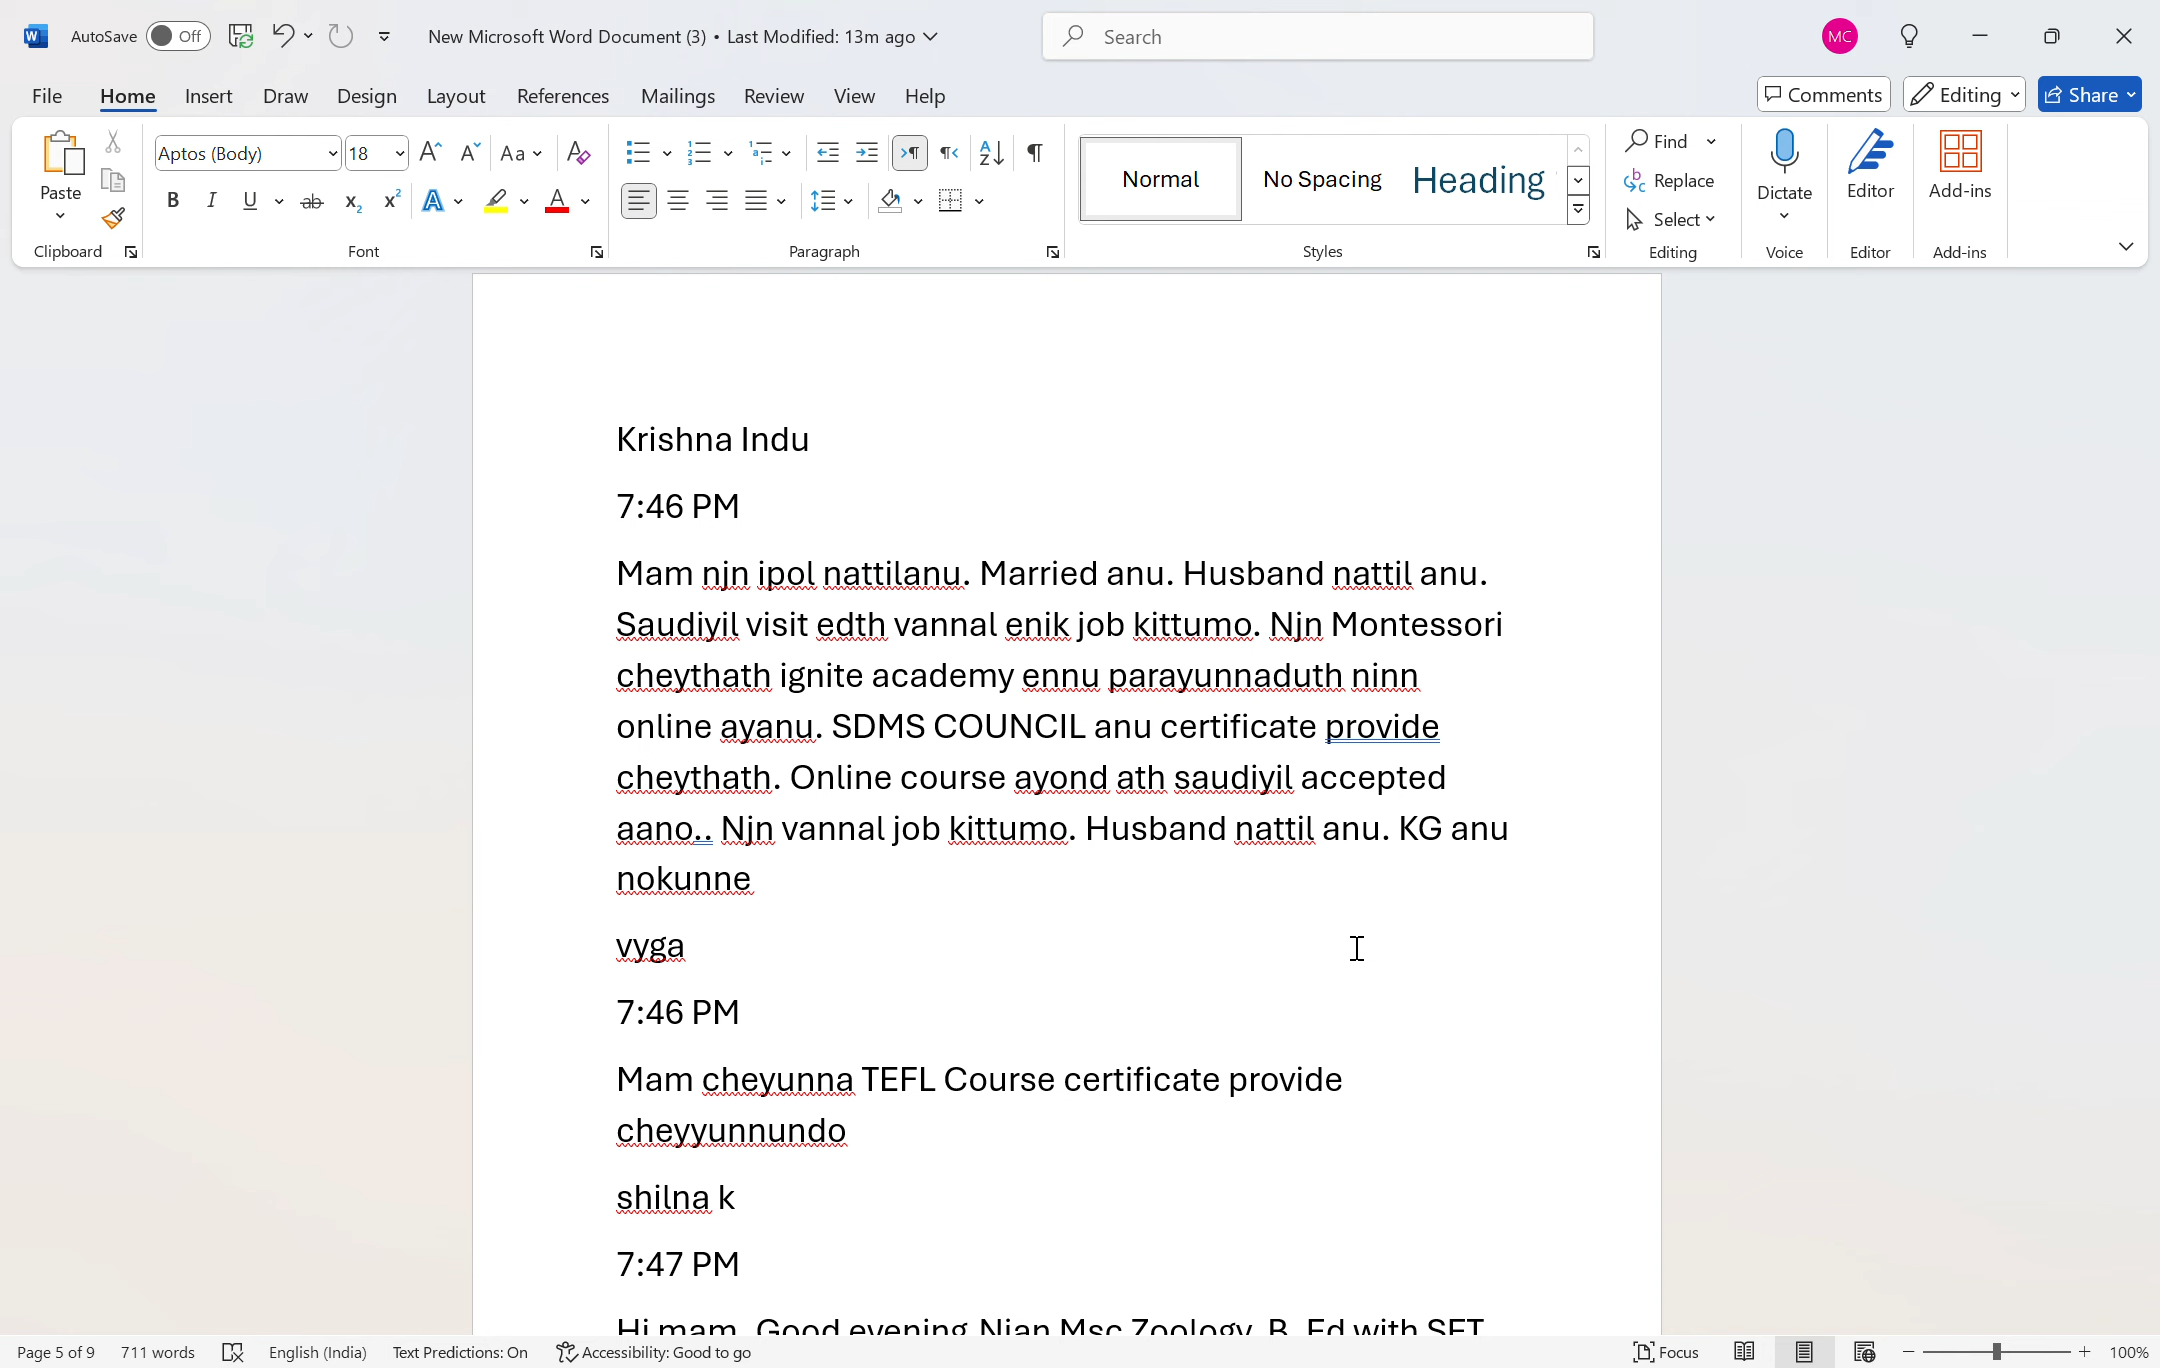 AutoSave Off New Microsoft Word Document (3) • Last Modified: 13m ago Search MC
File Home Insert Draw Design Layout References Mailings Review View Help Comments Editing Share
Paste Aptos (Body) 18 Aa Normal No Spacing Heading Find Replace Select Dictate Editor Add-ins
Clipboard Font Paragraph Styles Editing Voice Editor Add-ins
Krishna Indu
7:46 PM
Mam njn ipol nattilanu. Married anu. Husband nattil anu.
Saudiyil visit edth vannal enik job kittumo. Njn Montessori
cheythath ignite academy ennu parayunnaduth ninn
online ayanu. SDMS COUNCIL anu certificate provide
cheythath. Online course ayond ath saudiyil accepted
aano.. Njn vannal job kittumo. Husband nattil anu. KG anu
nokunne
vyga
7:46 PM
Mam cheyunna TEFL Course certificate provide
cheyyunnundo
shilna k
7:47 PM
Hi mam. Good evening. Njan Msc Zoology, B. Ed with SET
Page 5 of 9 711 words English (India) Text Predictions: On Accessibility: Good to go Focus 100%